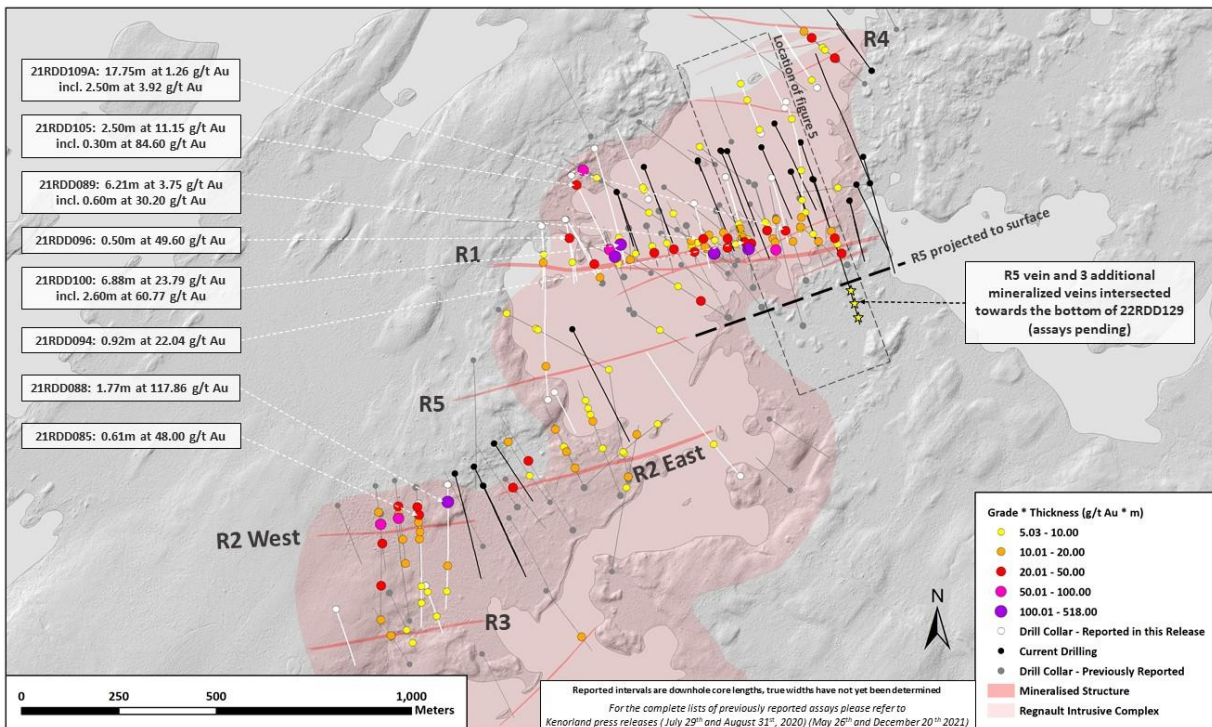 21RDD109A: 17.75m at 1.26 g/t Au
incl. 2.50m at 3.92 g/t Au
21RDD105: 2.50m at 11.15 g/t Au
incl. 0.30m at 84.60 g/t Au
21RDD089: 6.21m at 3.75 g/t Au
incl. 0.60m at 30.20 g/t Au
21RDD096: 0.50m at 49.60 g/t Au
21RDD100: 6.88m at 23.79 g/t Au
incl. 2.60m at 60.77 g/t Au
21RDD094: 0.92m at 22.04 g/t Au
21RDD088: 1.77m at 117.86 g/t Au
21RDD085: 0.61m at 48.00 g/t Au
R4
Location of figure 5
R1
R5 projected to surface
R5 vein and 3 additional
mineralized veins intersected
towards the bottom of 22RDD129
(assays pending)
R5
R2 East
R2 West
R3
N
Grade * Thickness (g/t Au * m)
5.03 - 10.00
10.01 - 20.00
20.01 - 50.00
50.01 - 100.00
100.01 - 518.00
Drill Collar - Reported in this Release
Current Drilling
Drill Collar - Previously Reported
Mineralised Structure
Regnault Intrusive Complex
0 250 500 1,000
Meters
Reported intervals are downhole core lengths, true widths have not yet been determined
For the complete lists of previously reported assays please refer to
Kenorland press releases (July 29th and August 31st, 2020) (May 26th and December 20th 2021)